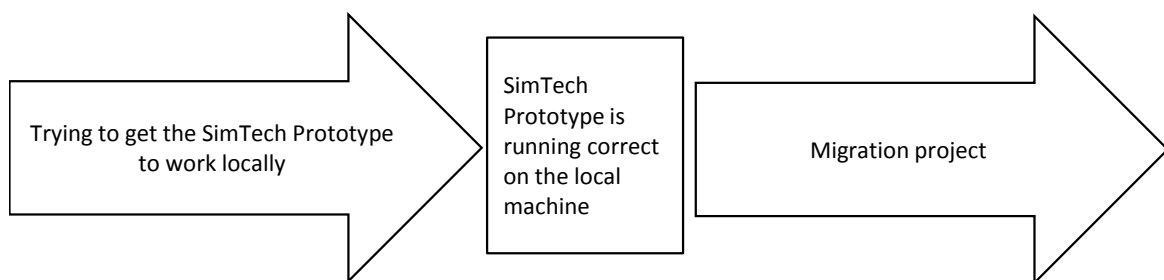 Trying to get the SimTech Prototype
to work locally
SimTech
Prototype is
running correct
on the local
machine
Migration project